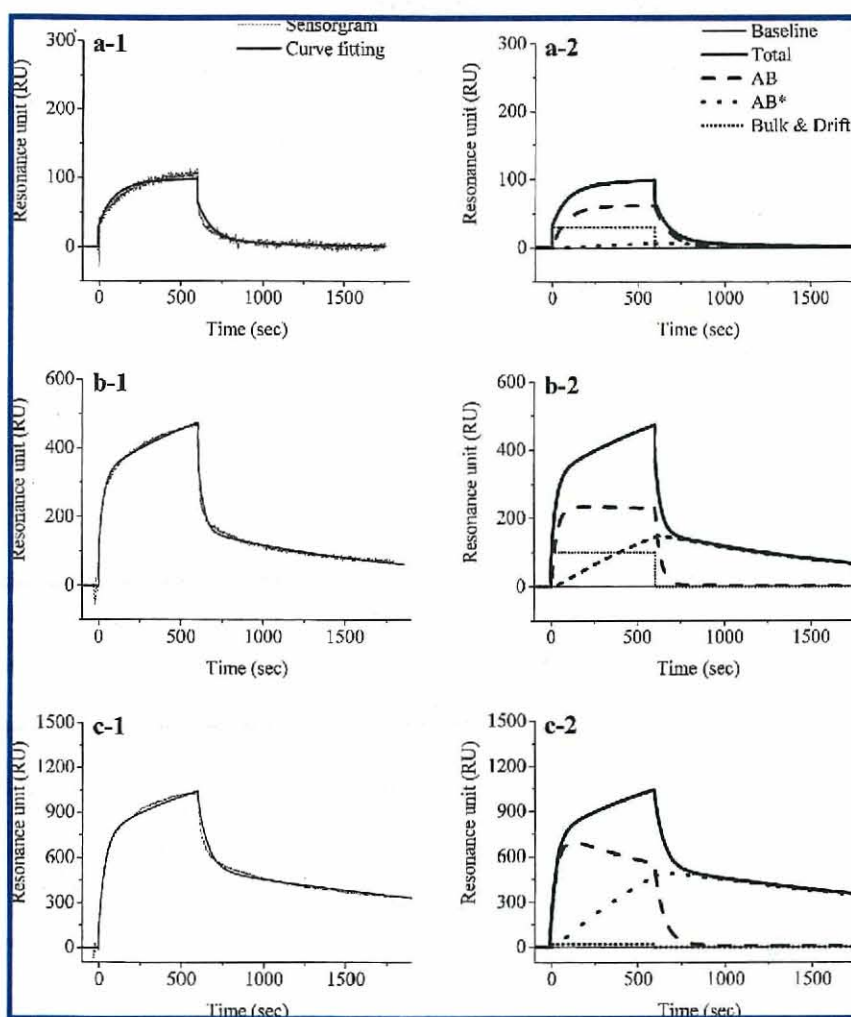 Sensorgram
Curve fitting
a-1
300
200
100
0
Resonance unit (RU)
0 500 1000 1500
Time (sec)
Baseline
Total
AB
AB*
Bulk & Drift
a-2
300
200
100
0
Resonance unit (RU)
0 500 1000 1500
Time (sec)
b-1
600
400
200
0
Resonance unit (RU)
0 500 1000 1500
Time (sec)
b-2
600
400
200
0
Resonance unit (RU)
0 500 1000 1500
Time (sec)
c-1
1500
1200
900
600
300
0
Resonance unit (RU)
0 500 1000 1500
Time (sec)
c-2
1500
1200
900
600
300
0
Resonance unit (RU)
0 500 1000 1500
Time (sec)